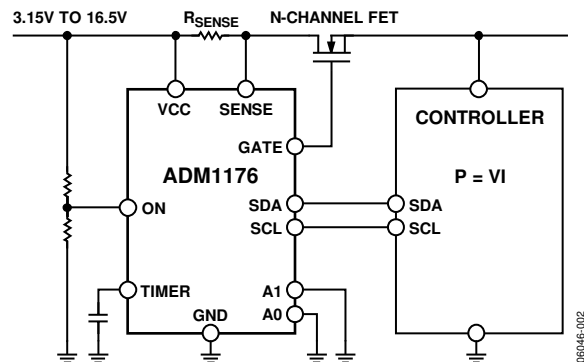 3.15V TO 16.5V
RSENSE
N-CHANNEL FET
VCC
SENSE
CONTROLLER
GATE
ADM1176
P = VI
ON
SDA
SDA
SCL
SCL
TIMER
A1
GND
A0
06046-002